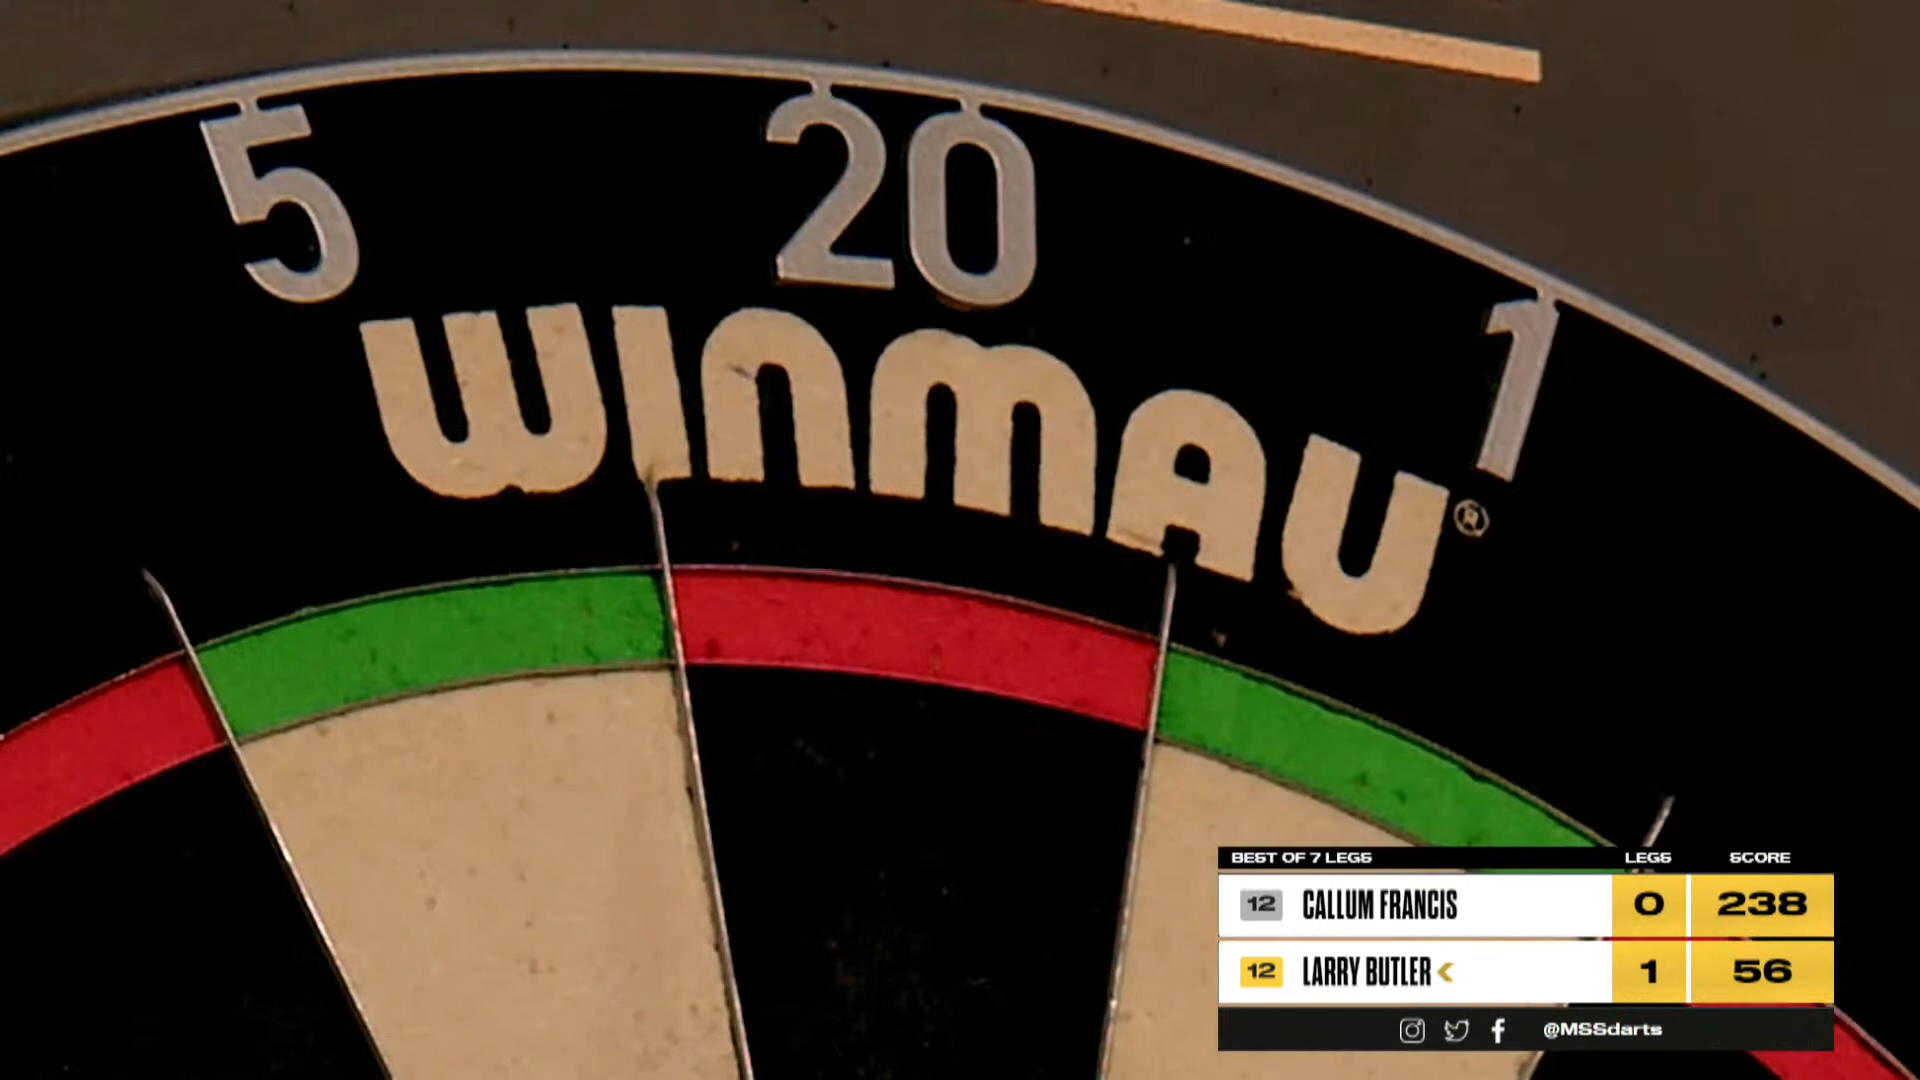 5 20 1
WINMAU®
BEST OF 7 LEGS LEGS SCORE
12 CALLUM FRANCIS 0 238
12 LARRY BUTLER 1 56
@MSSdarts